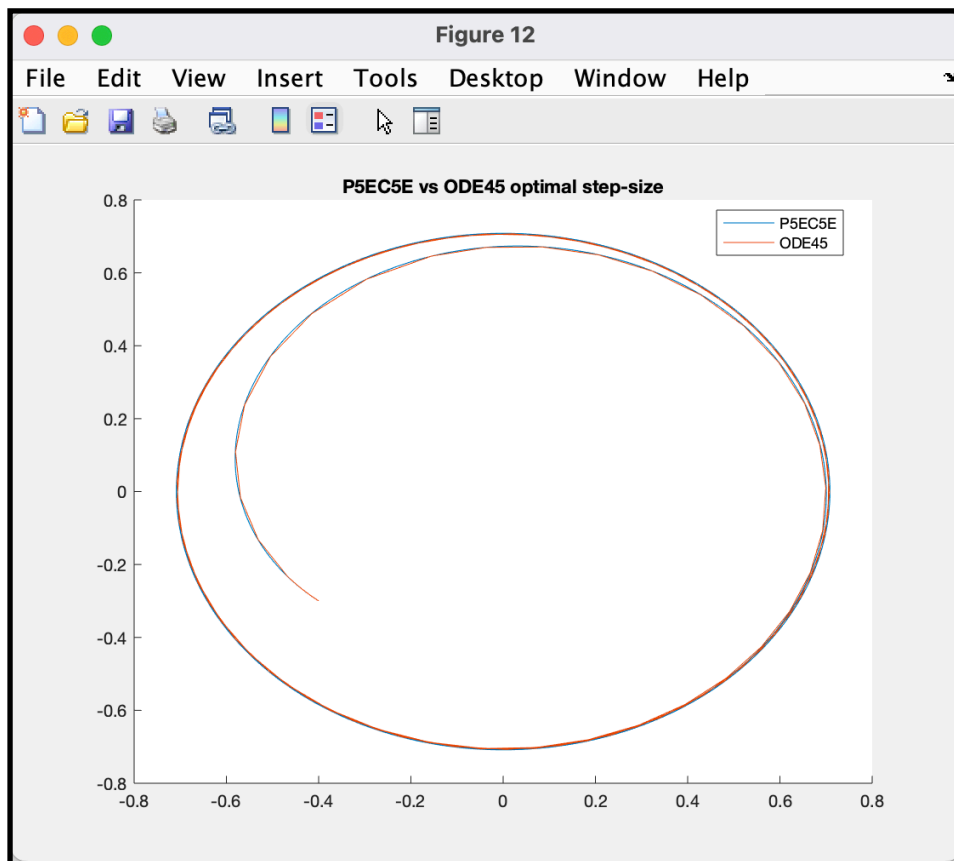 Figure 12
File Edit View Insert Tools Desktop Window Help
P5EC5E vs ODE45 optimal step-size
P5EC5E
ODE45
0.8
0.6
0.4
0.2
0
-0.2
-0.4
-0.6
-0.8
-0.8 -0.6 -0.4 -0.2 0 0.2 0.4 0.6 0.8